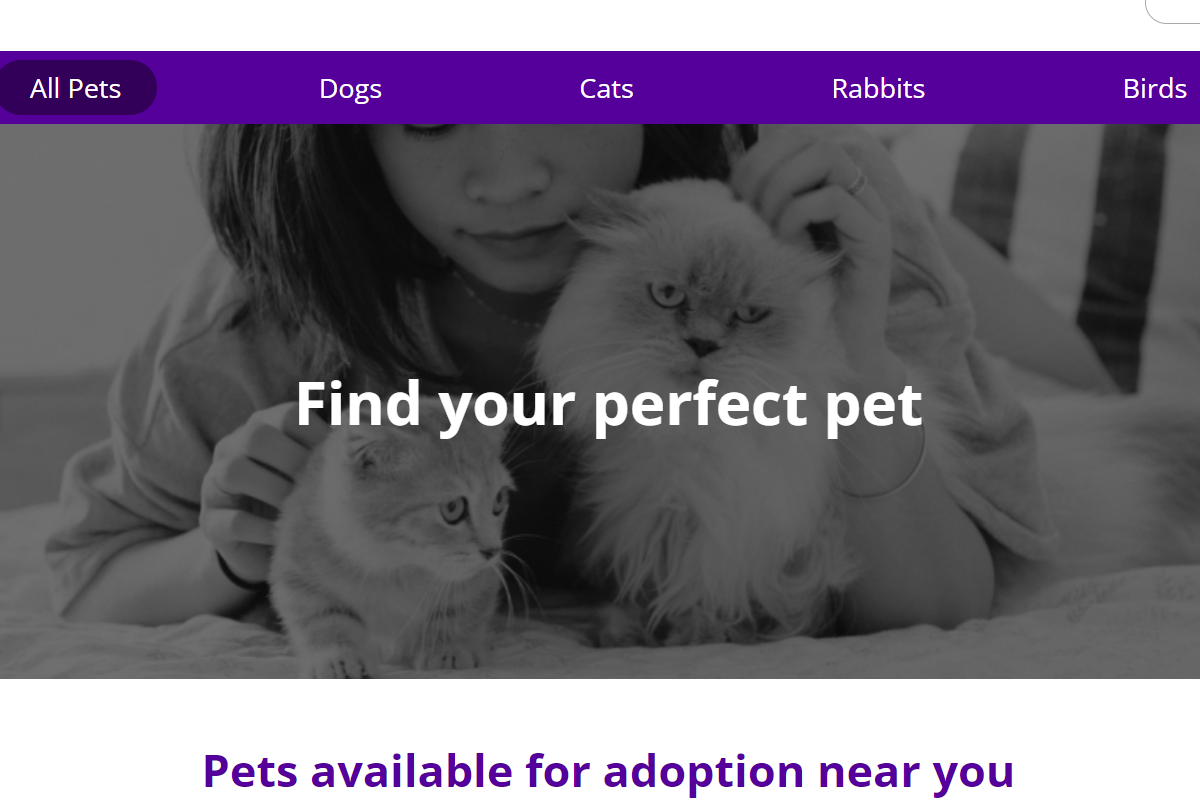 All Pets
Dogs
Cats
Rabbits
Birds
Find your perfect pet
Pets available for adoption near you